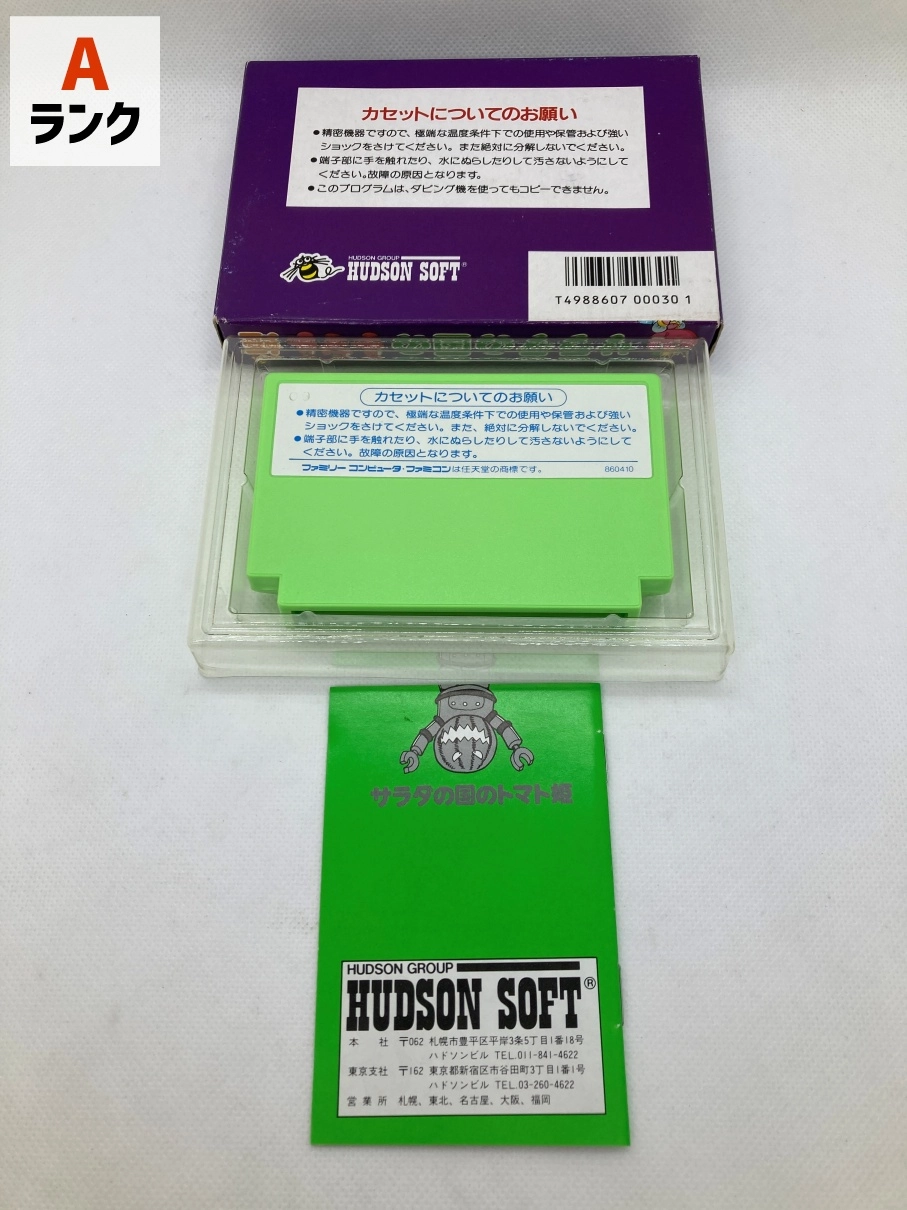 A
ランク
カセットについてのお願い
●精密機器ですので、極端な温度条件下での使用や保管および強い
ショックをさけてください。また絶対に分解しないでください。
●端子部に手を触れたり、水にぬらしたりして汚さないようにして
ください。故障の原因となります。
●このプログラムは、ダビング機を使ってもコピーできません。
HUDSON GROUP
HUDSON SOFT®
T4988607 00030 1
カセットについてのお願い
●精密機器ですので、極端な温度条件下での使用や保管および強い
ショックをさけてください。また、絶対に分解しないでください。
●端子部に手を触れたり、水にぬらしたりして汚さないようにして
ください。故障の原因となります。
ファミリーコンピュータ・ファミコンは任天堂の商標です。 860410
サラダの国のトマト姫
HUDSON GROUP
HUDSON SOFT®
本 社 〒062 札幌市豊平区平岸3条5丁目1番18号
ハドソンビル TEL.011-841-4622
東京支社 〒162 東京都新宿区市谷田町3丁目1番1号
ハドソンビル TEL.03-260-4622
営業所 札幌、東北、名古屋、大阪、福岡